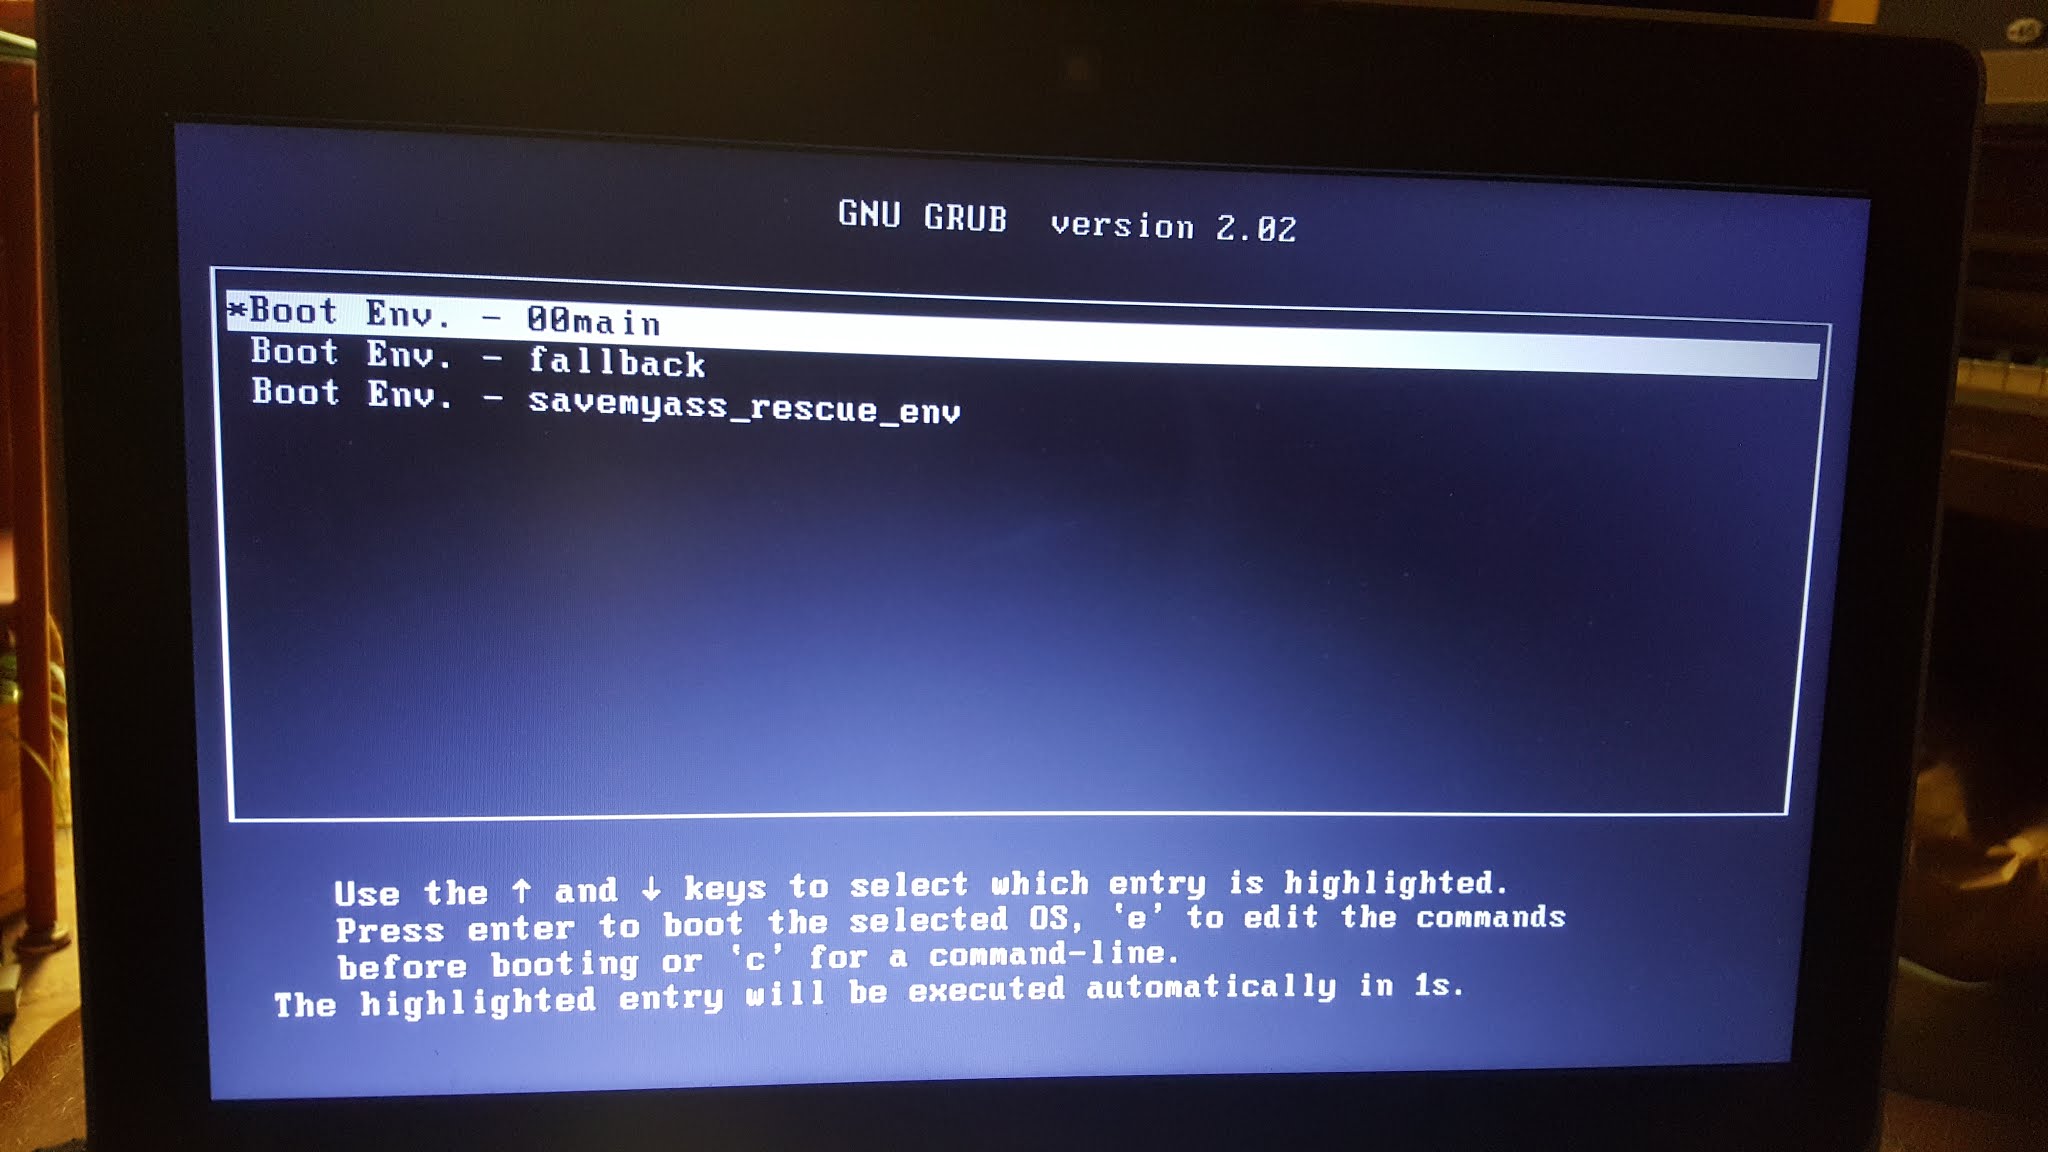 GNU GRUB version 2.02
*Boot Env. - 00main
Boot Env. - fallback
Boot Env. - savemyass_rescue_env
Use the ↑ and ↓ keys to select which entry is highlighted.
Press enter to boot the selected OS, `e' to edit the commands
before booting or `c' for a command-line.
The highlighted entry will be executed automatically in 1s.